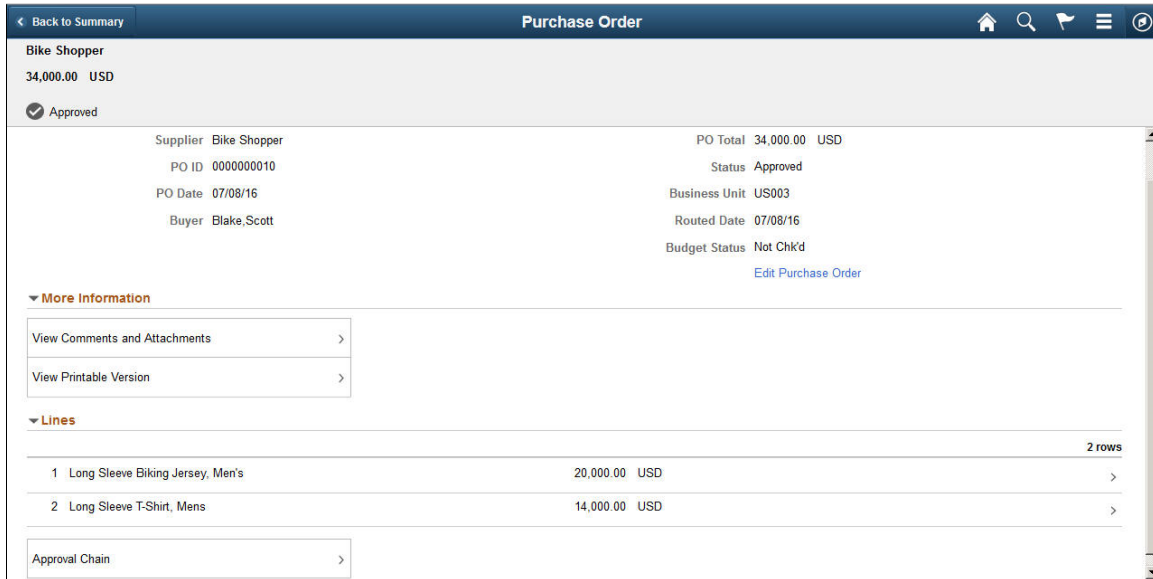 Back to Summary
Purchase Order
Bike Shopper
34,000.00 USD
Approved
Supplier Bike Shopper
PO Total 34,000.00 USD
PO ID 0000000010
Status Approved
PO Date 07/08/16
Business Unit US003
Buyer Blake,Scott
Routed Date 07/08/16
Budget Status Not Chk'd
Edit Purchase Order
More Information
View Comments and Attachments
View Printable Version
Lines
2 rows
1 Long Sleeve Biking Jersey, Men's 20,000.00 USD
2 Long Sleeve T-Shirt, Mens 14,000.00 USD
Approval Chain